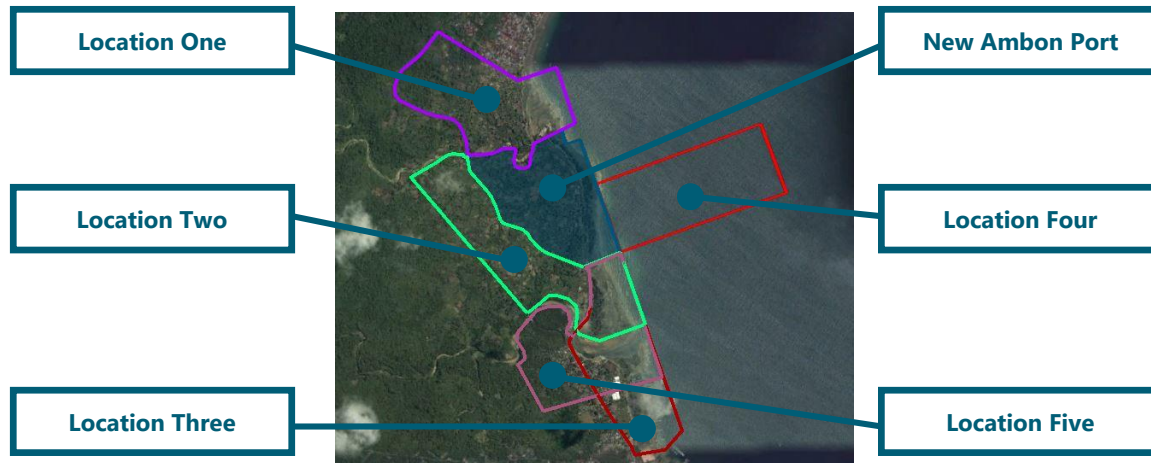 Location One
New Ambon Port
Location Two
Location Four
Location Three
Location Five